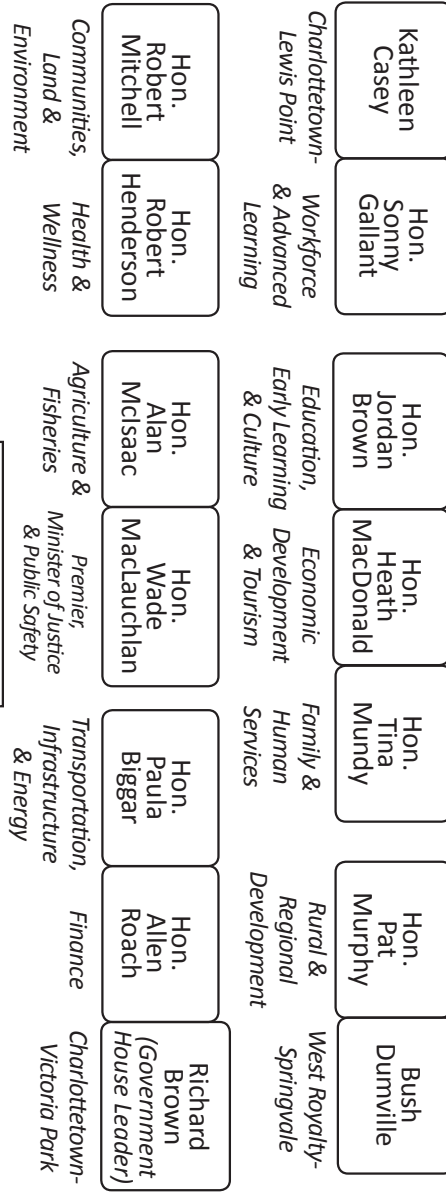 Kathleen
Casey
Charlottetown-
Lewis Point
Hon.
Sonny
Gallant
Workforce
& Advanced
Learning
Hon.
Jordan
Brown
Education,
Early Learning
& Culture
Hon.
Heath
MacDonald
Economic
Development
& Tourism
Hon.
Tina
Mundy
Family &
Human
Services
Hon.
Pat
Murphy
Rural &
Regional
Development
Bush
Dumville
West Royalty-
Springvale
Hon.
Robert
Mitchell
Communities,
Land &
Environment
Hon.
Robert
Henderson
Health &
Wellness
Hon.
Alan
McIsaac
Agriculture &
Fisheries
Hon.
Wade
MacLauchlan
Premier,
Minister of Justice
& Public Safety
Hon.
Paula
Biggar
Transportation,
Infrastructure
& Energy
Hon.
Allen
Roach
Finance
Richard
Brown
(Government
House Leader)
Charlottetown-
Victoria Park